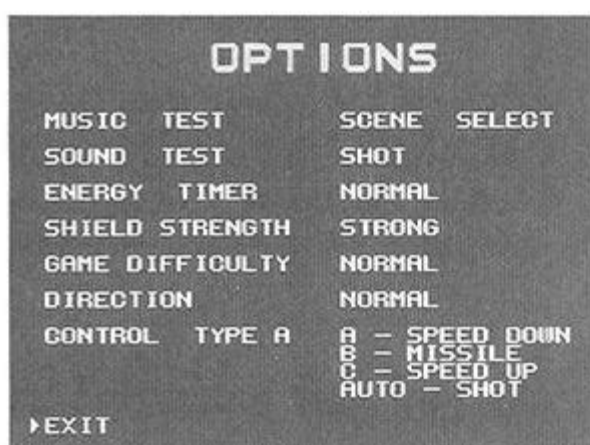 OPTIONS
MUSIC TEST SCENE SELECT
SOUND TEST SHOT
ENERGY TIMER NORMAL
SHIELD STRENGTH STRONG
GAME DIFFICULTY NORMAL
DIRECTION NORMAL
CONTROL TYPE A A - SPEED DOWN
B - MISSILE
C - SPEED UP
AUTO - SHOT
EXIT